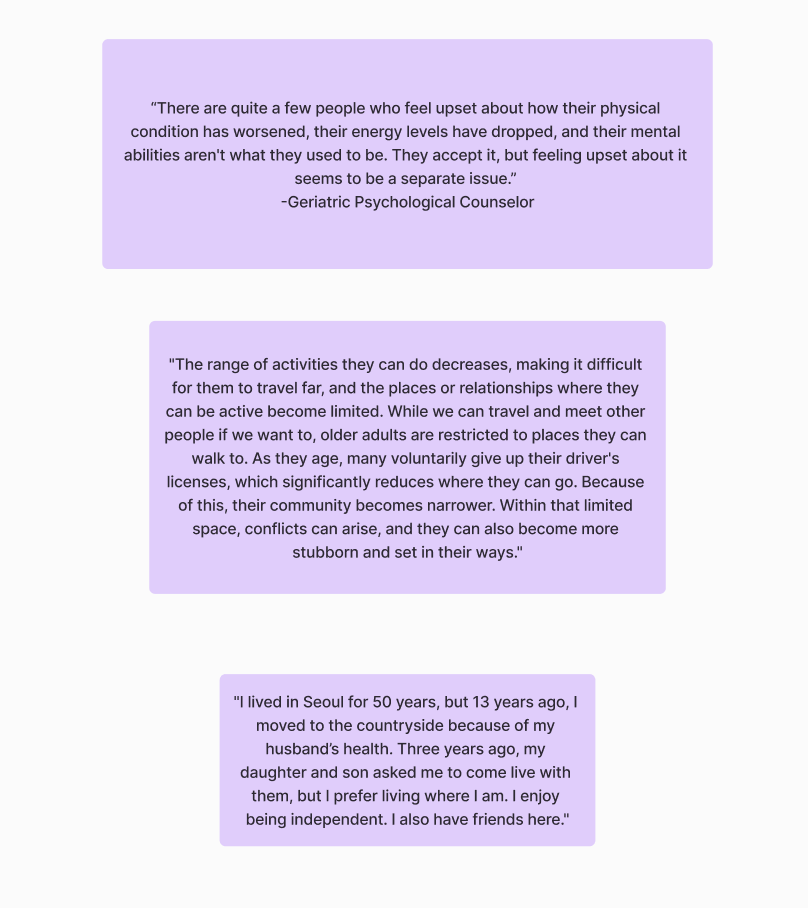 “There are quite a few people who feel upset about how their physical
condition has worsened, their energy levels have dropped, and their mental
abilities aren't what they used to be. They accept it, but feeling upset about it
seems to be a separate issue.”
-Geriatric Psychological Counselor
"The range of activities they can do decreases, making it difficult
for them to travel far, and the places or relationships where they
can be active become limited. While we can travel and meet other
people if we want to, older adults are restricted to places they can
walk to. As they age, many voluntarily give up their driver's
licenses, which significantly reduces where they can go. Because
of this, their community becomes narrower. Within that limited
space, conflicts can arise, and they can also become more
stubborn and set in their ways."
"I lived in Seoul for 50 years, but 13 years ago, I
moved to the countryside because of my
husband’s health. Three years ago, my
daughter and son asked me to come live with
them, but I prefer living where I am. I enjoy
being independent. I also have friends here."